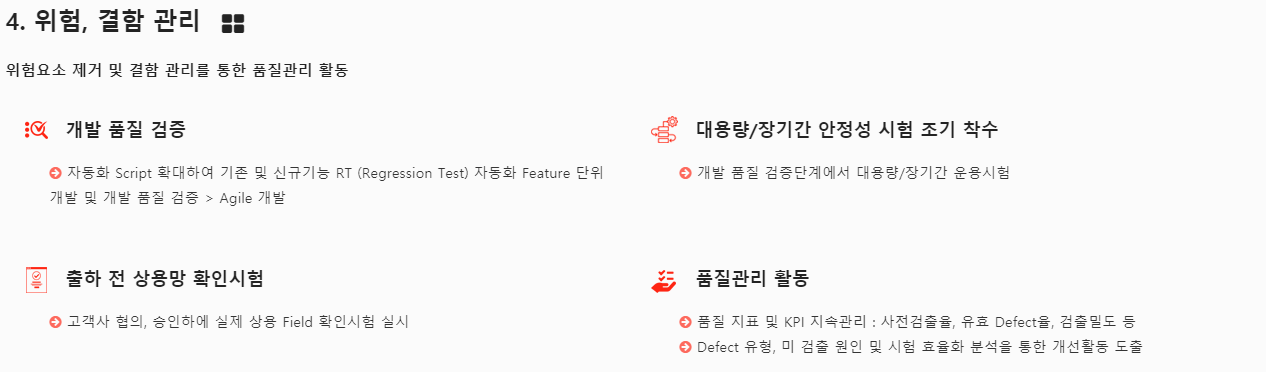 4. 위험, 결함 관리
위험요소 제거 및 결함 관리를 통한 품질관리 활동
개발 품질 검증
자동화 Script 확대하여 기존 및 신규기능 RT (Regression Test) 자동화 Feature 단위
개발 및 개발 품질 검증 > Agile 개발
대용량/장기간 안정성 시험 조기 착수
개발 품질 검증단계에서 대용량/장기간 운용시험
출하 전 상용망 확인시험
고객사 협의, 승인하에 실제 상용 Field 확인시험 실시
품질관리 활동
품질 지표 및 KPI 지속관리 : 사전검출율, 유효 Defect율, 검출밀도 등
Defect 유형, 미 검출 원인 및 시험 효율화 분석을 통한 개선활동 도출